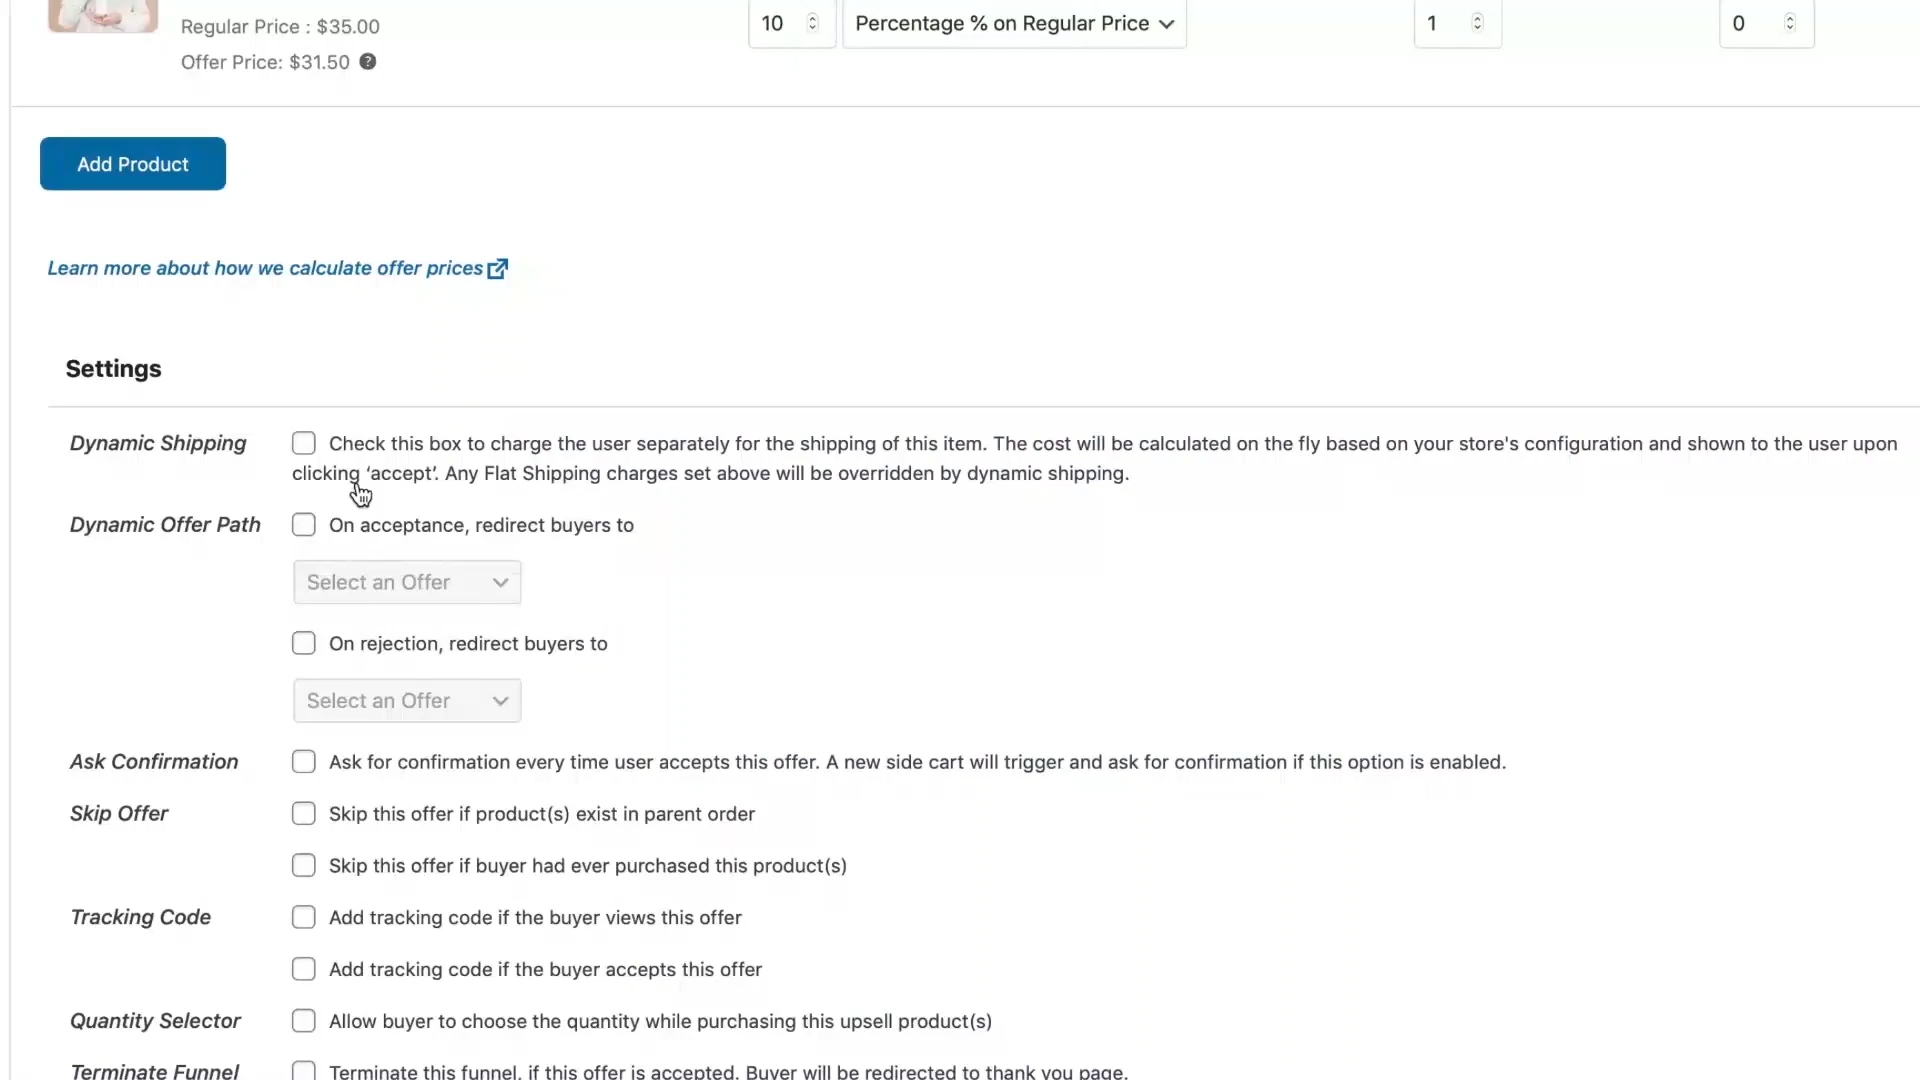 Regular Price : $35.00
10
Percentage % on Regular Price
1
0
Offer Price: $31.50
Add Product
Learn more about how we calculate offer prices
Settings
Dynamic Shipping
Check this box to charge the user separately for the shipping of this item. The cost will be calculated on the fly based on your store's configuration and shown to the user upon
clicking ‘accept’. Any Flat Shipping charges set above will be overridden by dynamic shipping.
Dynamic Offer Path
On acceptance, redirect buyers to
Select an Offer
On rejection, redirect buyers to
Select an Offer
Ask Confirmation
Ask for confirmation every time user accepts this offer. A new side cart will trigger and ask for confirmation if this option is enabled.
Skip Offer
Skip this offer if product(s) exist in parent order
Skip this offer if buyer had ever purchased this product(s)
Tracking Code
Add tracking code if the buyer views this offer
Add tracking code if the buyer accepts this offer
Quantity Selector
Allow buyer to choose the quantity while purchasing this upsell product(s)
Terminate Funnel
Terminate this funnel, if this offer is accepted. Buyer will be redirected to thank you page.